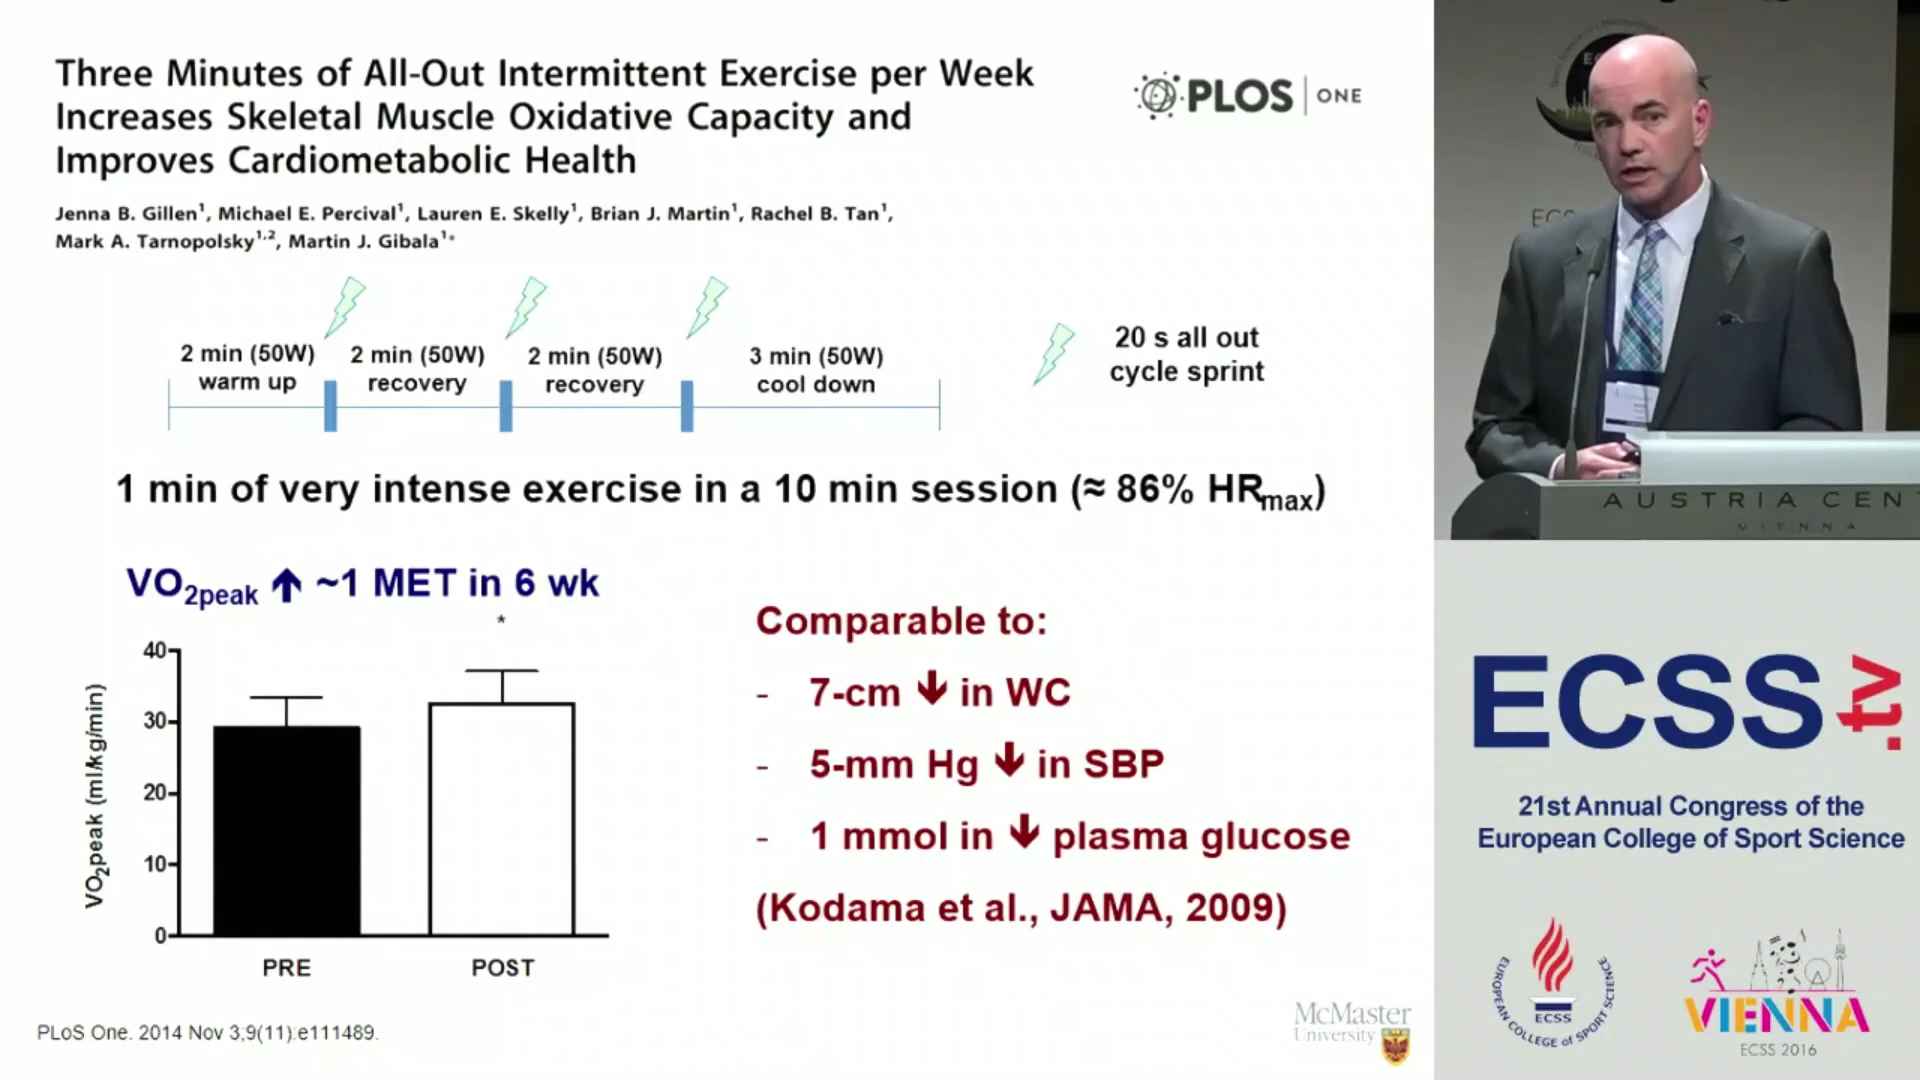 Three Minutes of All-Out Intermittent Exercise per Week
Increases Skeletal Muscle Oxidative Capacity and
Improves Cardiometabolic Health
PLOS | ONE
Jenna B. Gillen¹, Michael E. Percival¹, Lauren E. Skelly¹, Brian J. Martin¹, Rachel B. Tan¹,
Mark A. Tarnopolsky¹,², Martin J. Gibala¹*
2 min (50W)
warm up
2 min (50W)
recovery
2 min (50W)
recovery
3 min (50W)
cool down
20 s all out
cycle sprint
1 min of very intense exercise in a 10 min session (≈ 86% HRmax)
VO2peak ↑ ~1 MET in 6 wk
*
VO2peak (ml/kg/min)
40
30
20
10
0
PRE
POST
Comparable to:
- 7-cm ↓ in WC
- 5-mm Hg ↓ in SBP
- 1 mmol in ↓ plasma glucose
(Kodama et al., JAMA, 2009)
PLoS One. 2014 Nov 3;9(11):e111489.
McMaster
University
AUSTRIA CEN
VIENNA
ECSS.tv
21st Annual Congress of the
European College of Sport Science
EUROPEAN COLLEGE of SPORT SCIENCE
ECSS
VIENNA
ECSS 2016